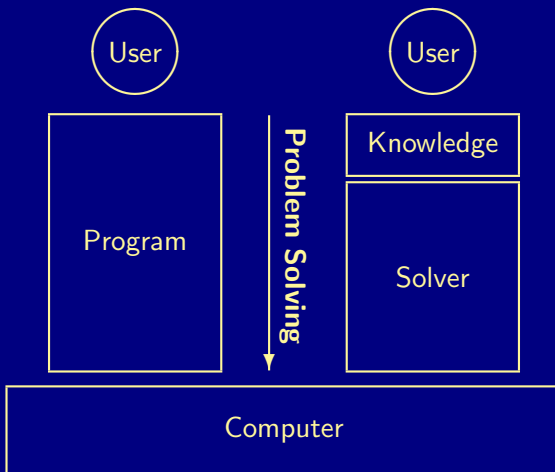 User
User
Knowledge
Program
Problem Solving
Solver
Computer